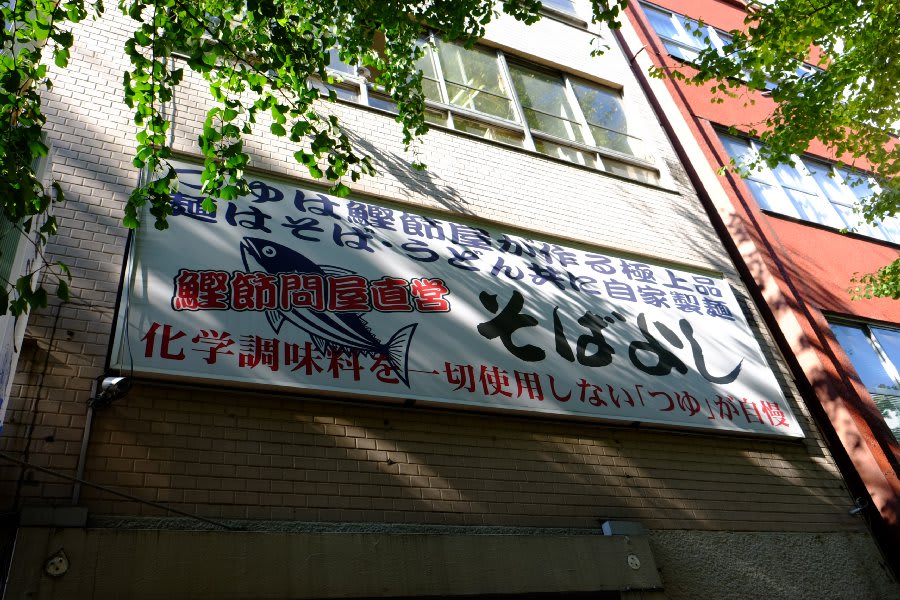 つゆは鰹節屋が作る極上品
麺はそば・うどん共に自家製麺
鰹節問屋直営
そばよし
化学調味料を一切使用しない「つゆ」が自慢